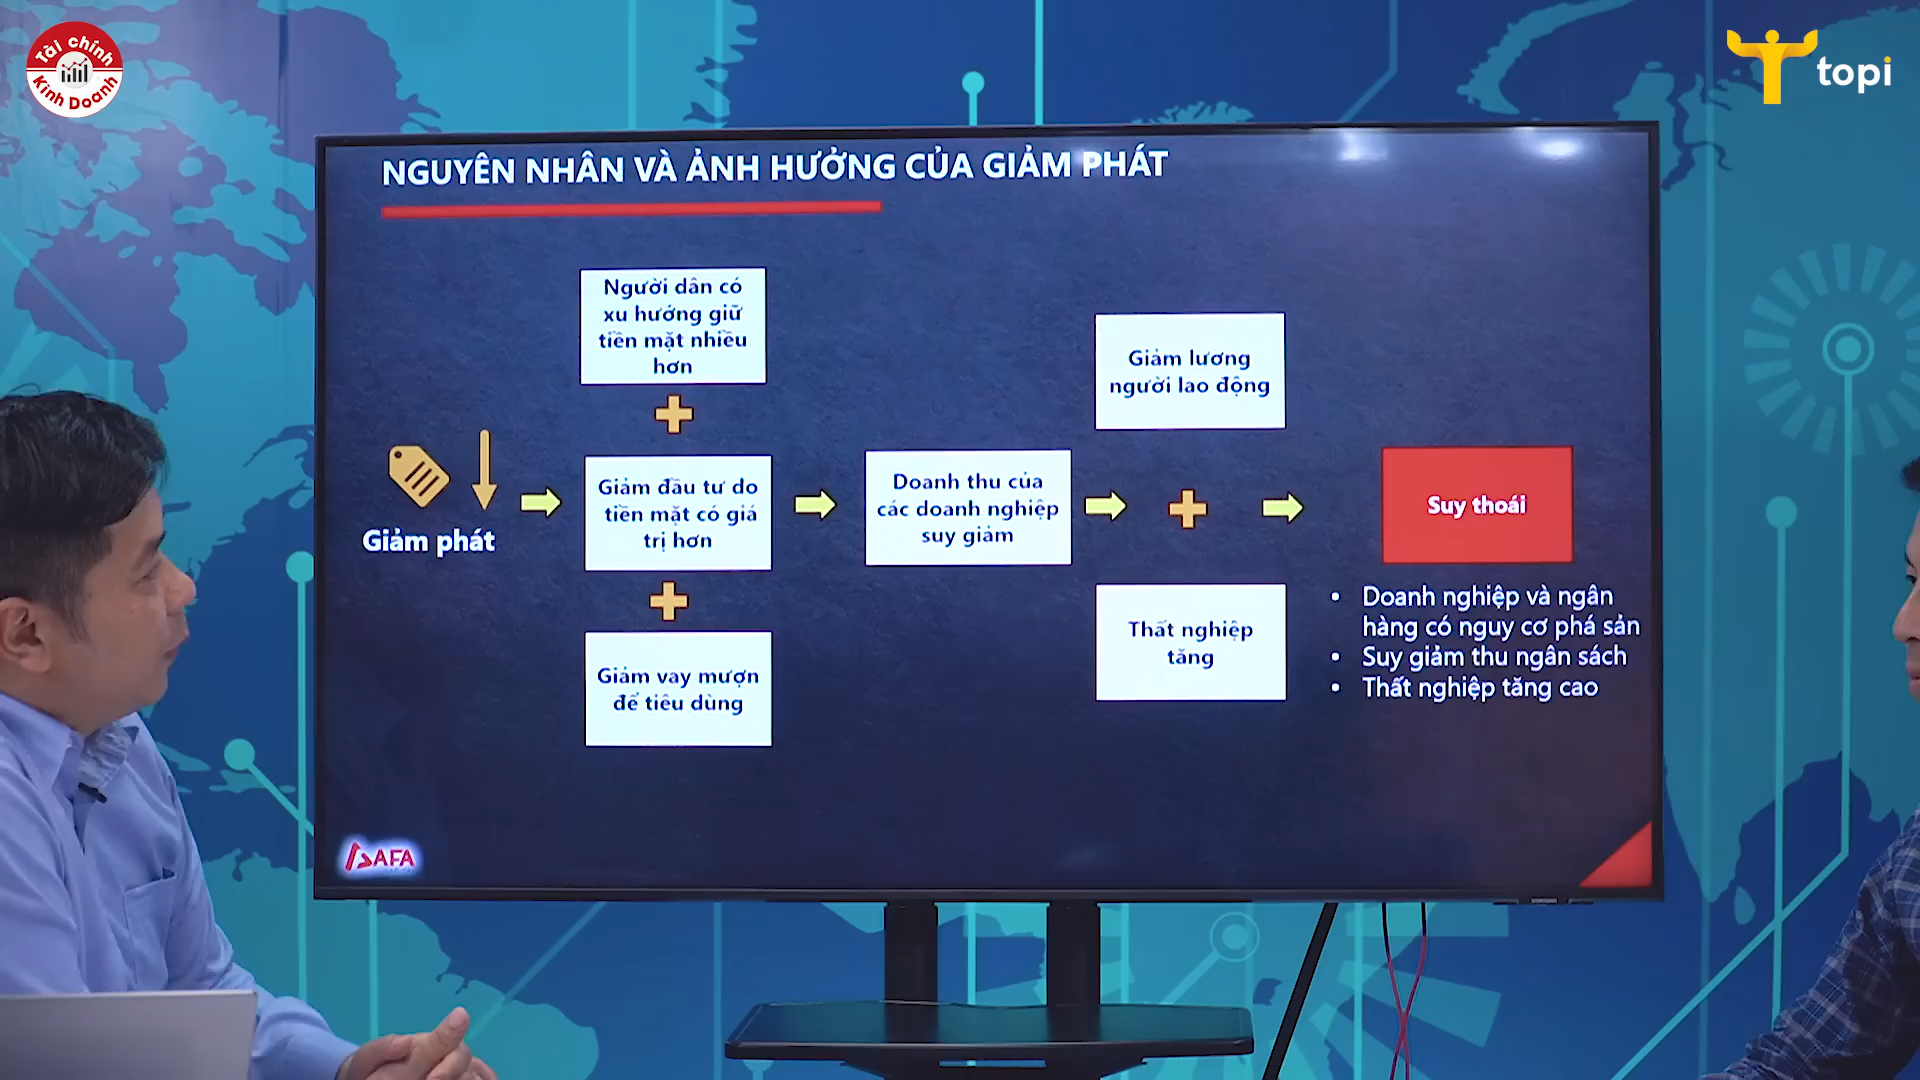 Tài chính
Kinh Doanh
topi
NGUYÊN NHÂN VÀ ẢNH HƯỞNG CỦA GIẢM PHÁT
Người dân có
xu hướng giữ
tiền mặt nhiều
hơn
Giảm phát
Giảm đầu tư do
tiền mặt có giá
trị hơn
Giảm vay mượn
để tiêu dùng
Doanh thu của
các doanh nghiệp
suy giảm
Giảm lương
người lao động
Thất nghiệp
tăng
Suy thoái
• Doanh nghiệp và ngân
hàng có nguy cơ phá sản
• Suy giảm thu ngân sách
• Thất nghiệp tăng cao
AFA